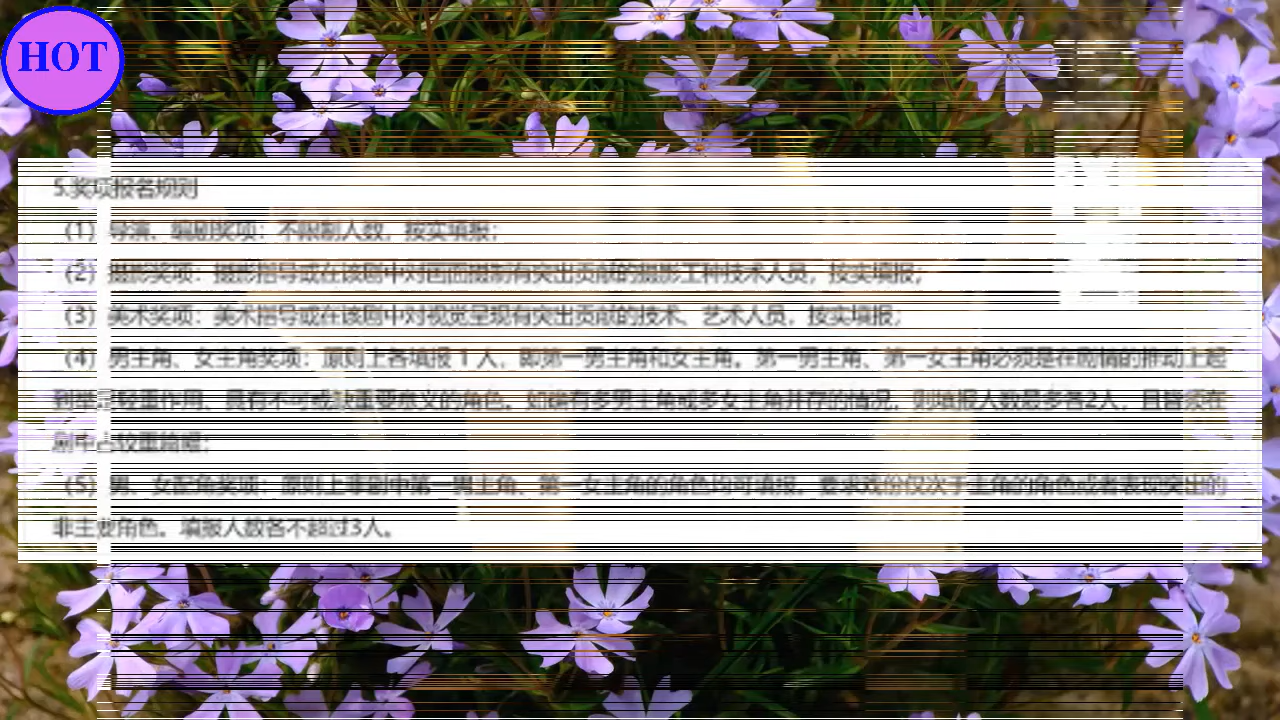 HOT
5.奖项报名规则
（1）导演、编剧奖项：不限制人数，按实填报；
（2）摄影奖项：摄影指导或在该剧中对画面摄制有突出贡献的摄影工种技术人员，按实填报；
（3）美术奖项：美术指导或在该剧中对视觉呈现有突出贡献的技术、艺术人员，按实填报；
（4）男主角、女主角奖项：原则上各填报 1 人，即第一男主角和女主角。第一男主角、第一女主角必须是在剧情的推动上起
到举足轻重作用、具有不可或缺重要意义的角色。如确有多男主角或多女主角并存的情况，则填报人数最多各2人，且皆须在
剧中占较重篇幅；
（5）男、女配角奖项：原则上非剧中第一男主角、第一女主角的角色均可填报。要求戏份仅次于主角的角色或者表现突出的
非主要角色。填报人数各不超过3人。